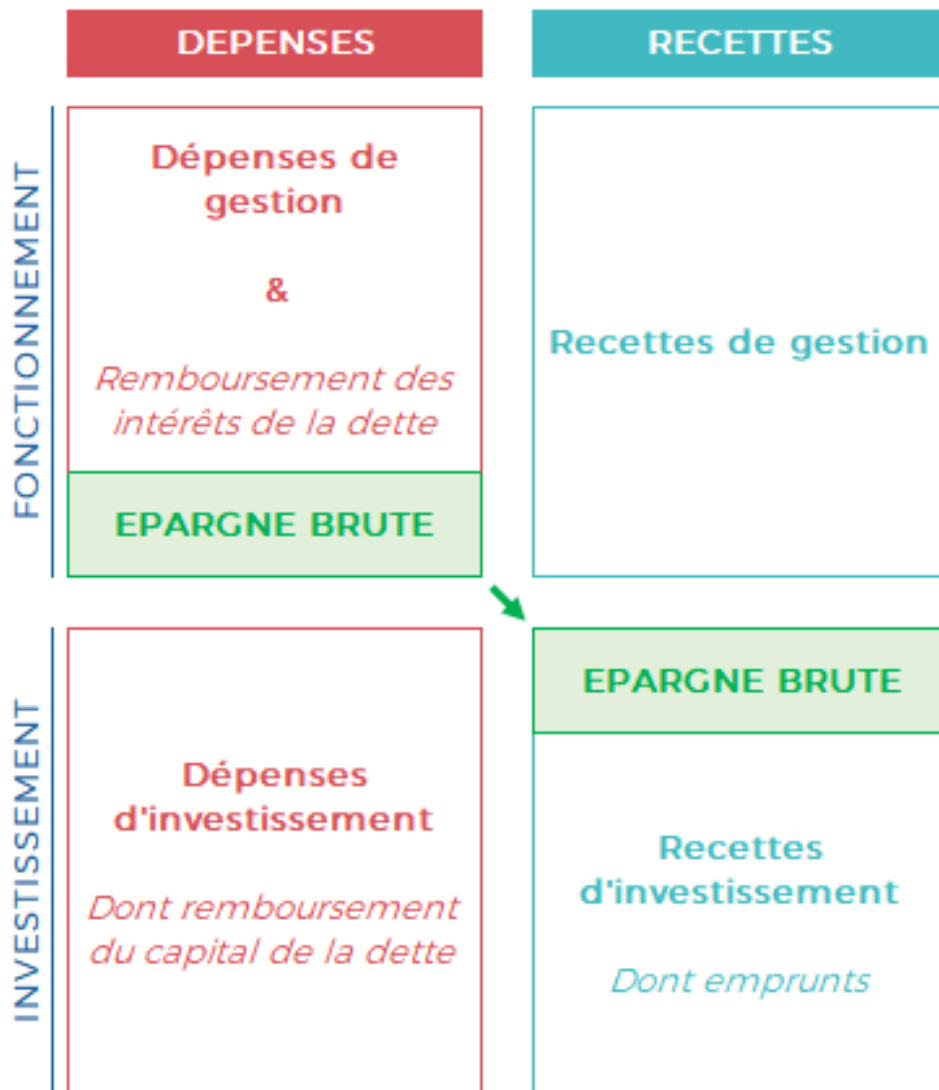 DEPENSES
RECETTES
FONCTIONNEMENT
Dépenses de
gestion
&
Remboursement des
intérêts de la dette
EPARGNE BRUTE
Recettes de gestion
INVESTISSEMENT
Dépenses
d'investissement
Dont remboursement
du capital de la dette
EPARGNE BRUTE
Recettes
d'investissement
Dont emprunts